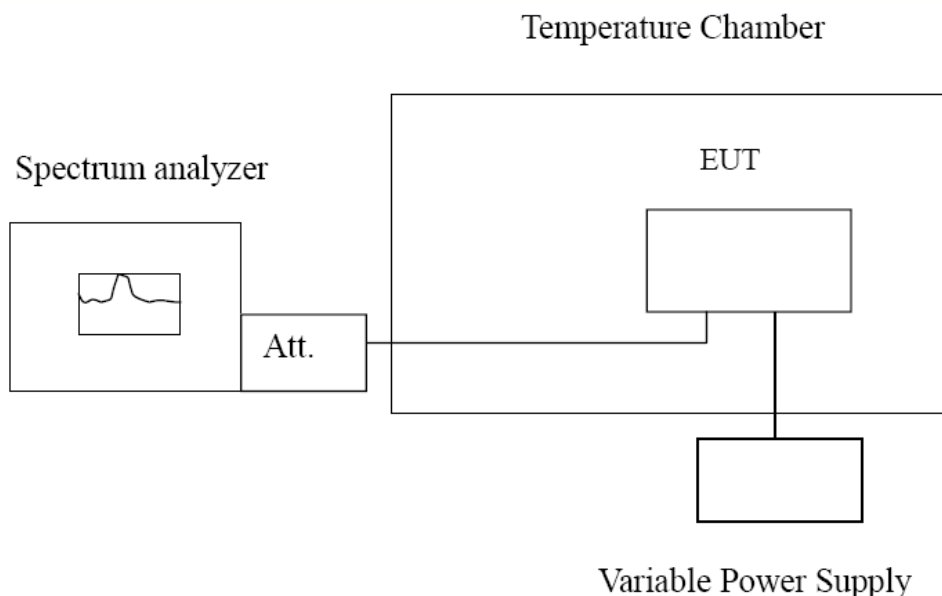 Temperature Chamber
Spectrum analyzer
EUT
Att.
Variable Power Supply